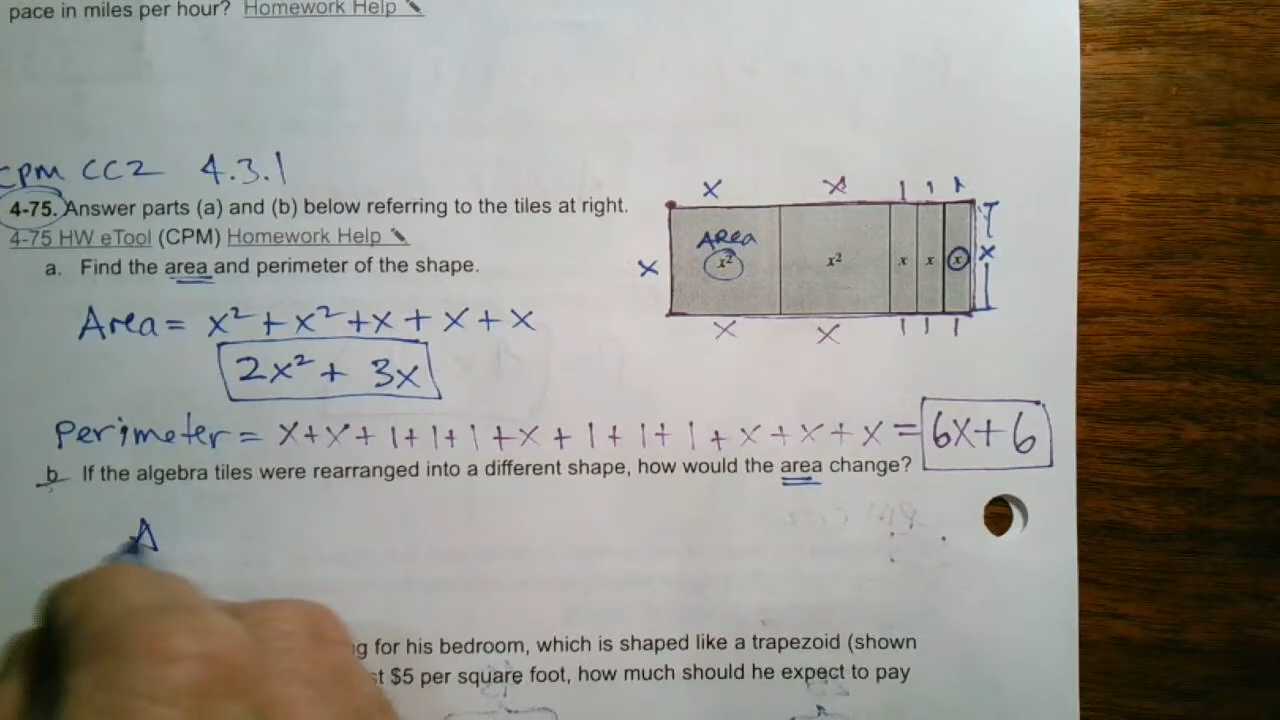 pace in miles per hour? Homework Help
cpm CC2 4.3.1
4-75. Answer parts (a) and (b) below referring to the tiles at right.
4-75 HW eTool (CPM) Homework Help
a. Find the area and perimeter of the shape.
x x 1 1 1
x AREA x² x² x x x x
x x 1 1 1
Area = x² + x² + x + x + x
2x² + 3x
Perimeter = x+x+1+1+1+x+1+1+1+x+x+x = 6x+6
b. If the algebra tiles were rearranged into a different shape, how would the area change?
A
g for his bedroom, which is shaped like a trapezoid (shown
st $5 per square foot, how much should he expect to pay